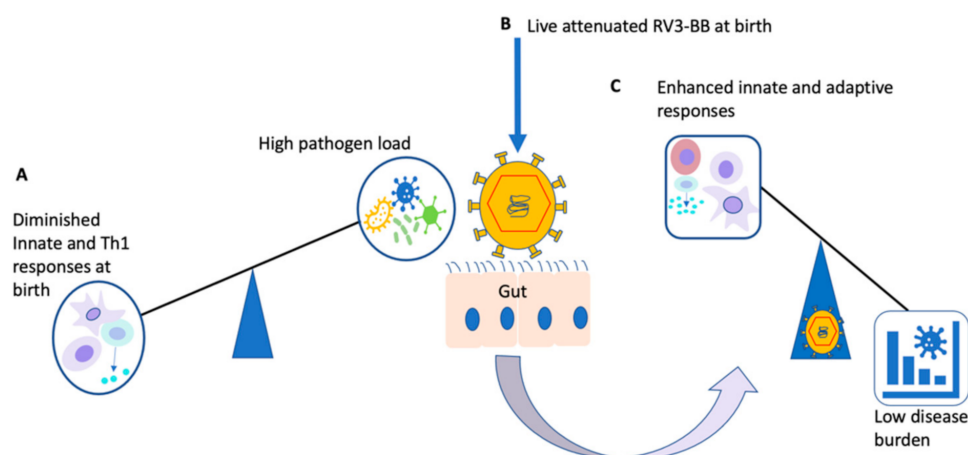 A
Diminished
Innate and Th1
responses at
birth
High pathogen load
B
Live attenuated RV3-BB at birth
Gut
C
Enhanced innate and adaptive
responses
Low disease
burden